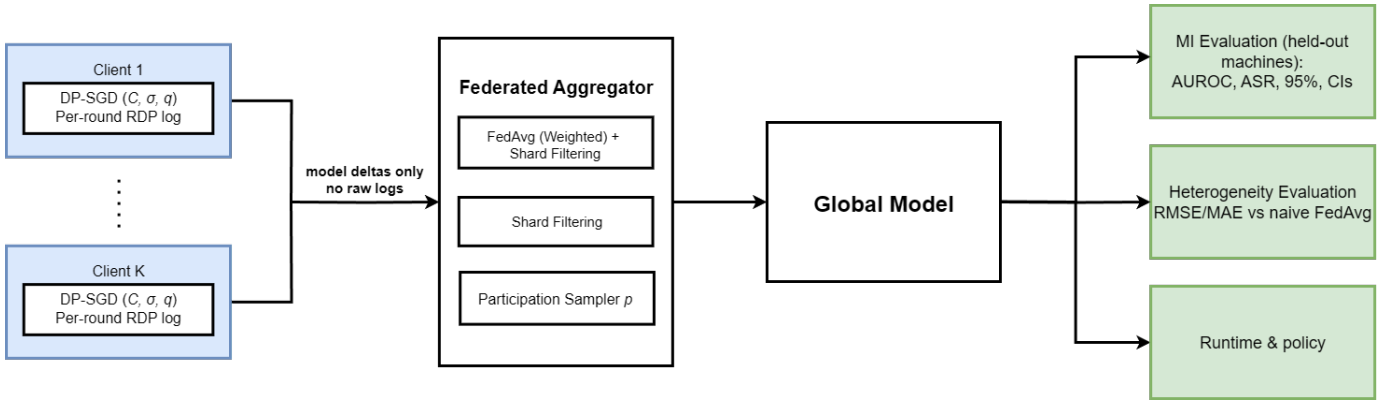 Client 1
DP-SGD (C, σ, q)
Per-round RDP log
Client K
DP-SGD (C, σ, q)
Per-round RDP log
model deltas only
no raw logs
Federated Aggregator
FedAvg (Weighted) +
Shard Filtering
Shard Filtering
Participation Sampler p
Global Model
MI Evaluation (held-out
machines):
AUROC, ASR, 95%, CIs
Heterogeneity Evaluation
RMSE/MAE vs naive FedAvg
Runtime & policy